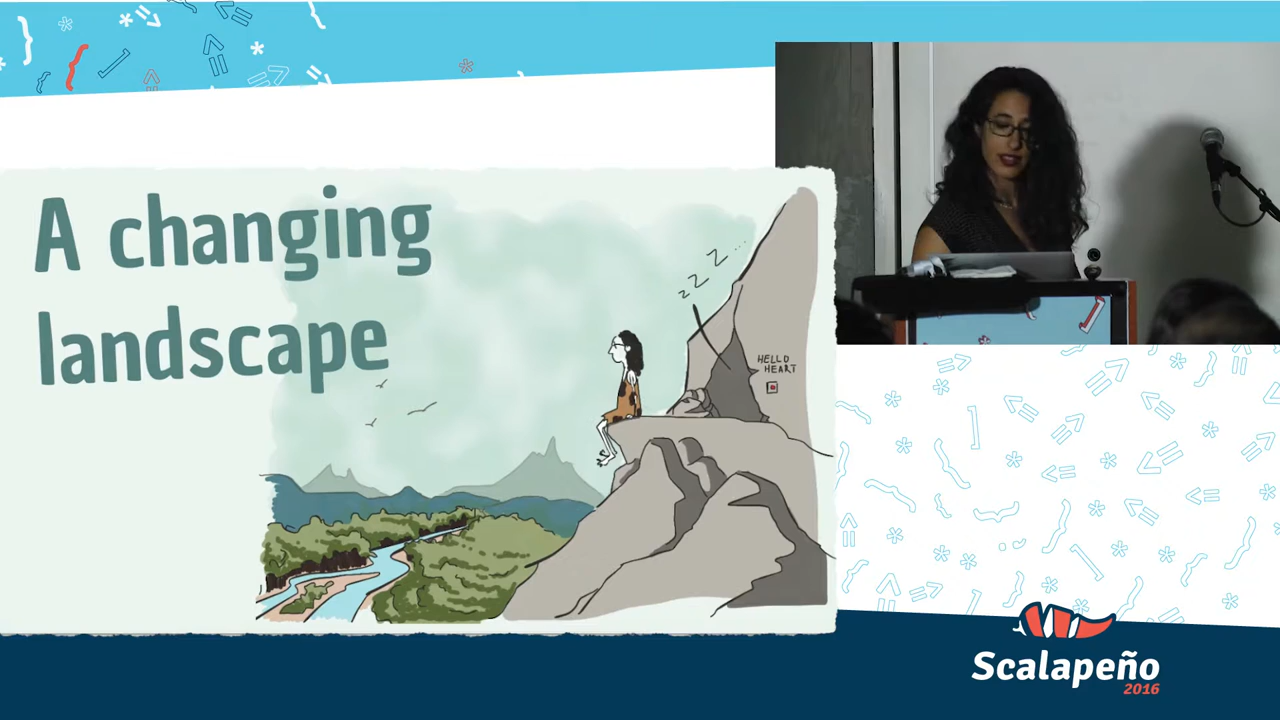 A changing
landscape
z z z ...
HELLO
HEART
Scalapeño
2016